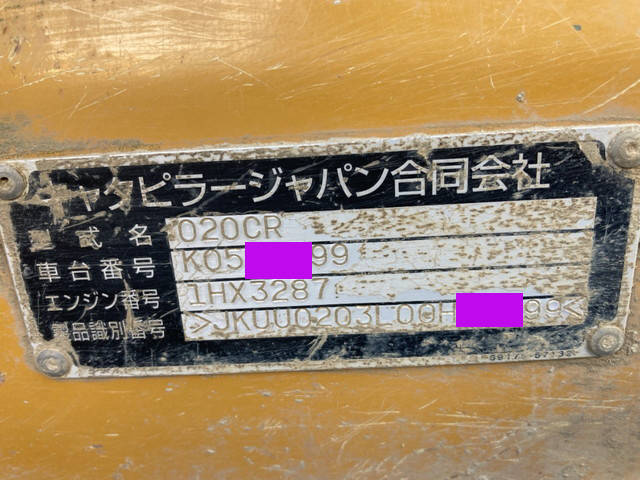 キャタピラージャパン合同会社
型式名 020CR
車台番号 K05 99
エンジン番号 1HX3287
製品識別番号 >JKUU0203L00H 99<